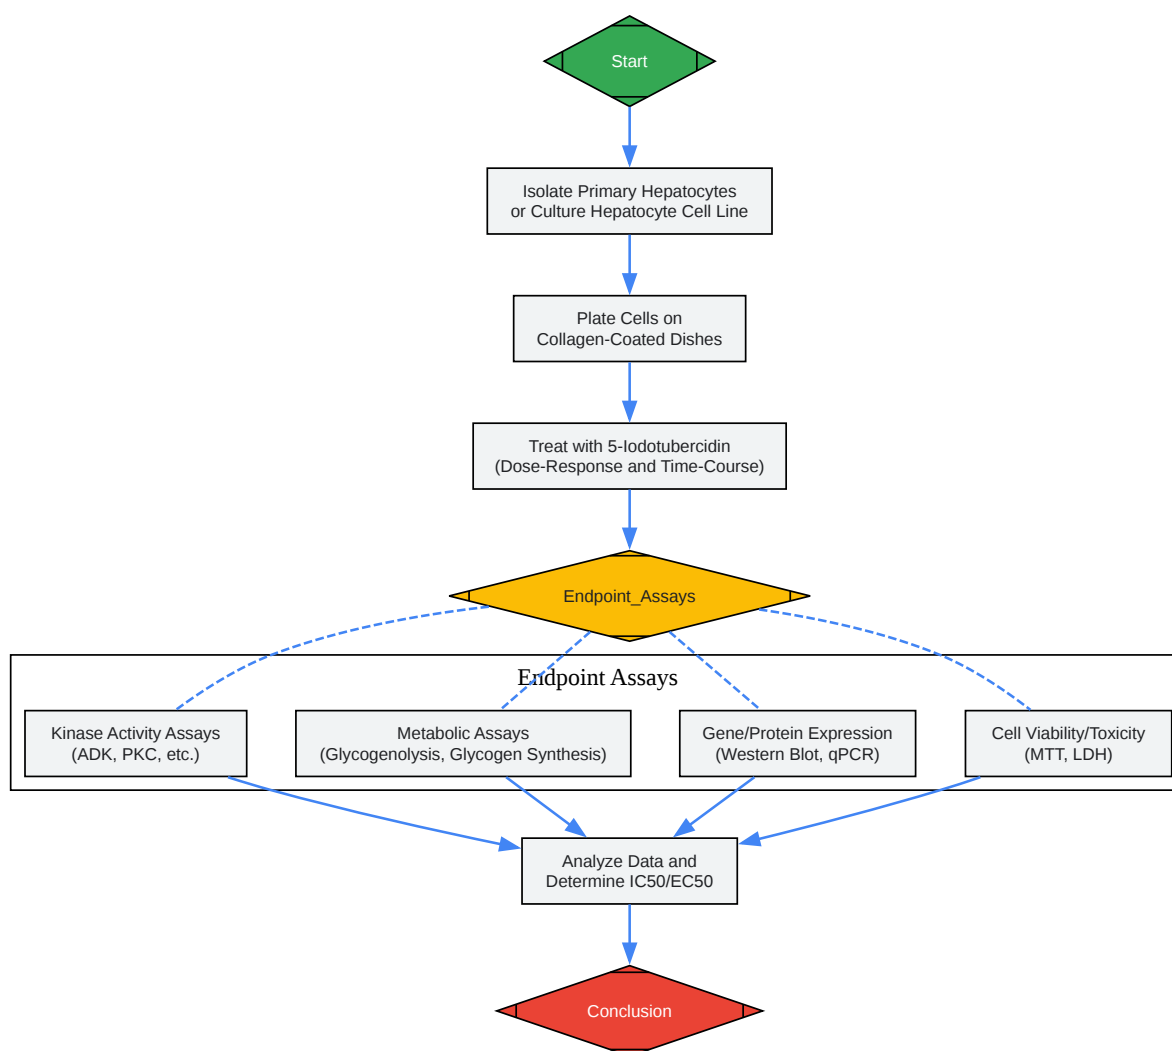 Start
Isolate Primary Hepatocytes
or Culture Hepatocyte Cell Line
Plate Cells on
Collagen-Coated Dishes
Treat with 5-Iodotubercidin
(Dose-Response and Time-Course)
Endpoint_Assays
Endpoint Assays
Kinase Activity Assays
(ADK, PKC, etc.)
Metabolic Assays
(Glycogenolysis, Glycogen Synthesis)
Gene/Protein Expression
(Western Blot, qPCR)
Cell Viability/Toxicity
(MTT, LDH)
Analyze Data and
Determine IC50/EC50
Conclusion